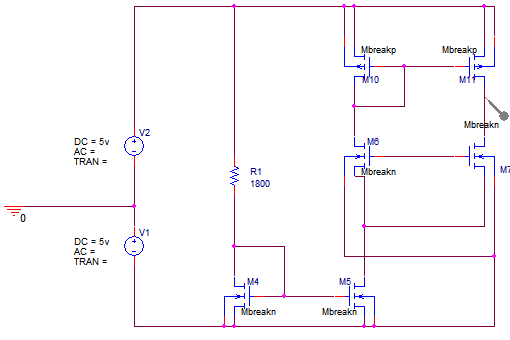 Mbreakp
Mbreakp
M10
M11
Mbreakn
V2
DC = 5v
AC =
TRAN =
M6
Mbreakn
M7
R1
1800
0
V1
DC = 5v
AC =
TRAN =
M4
Mbreakn
M5
Mbreakn